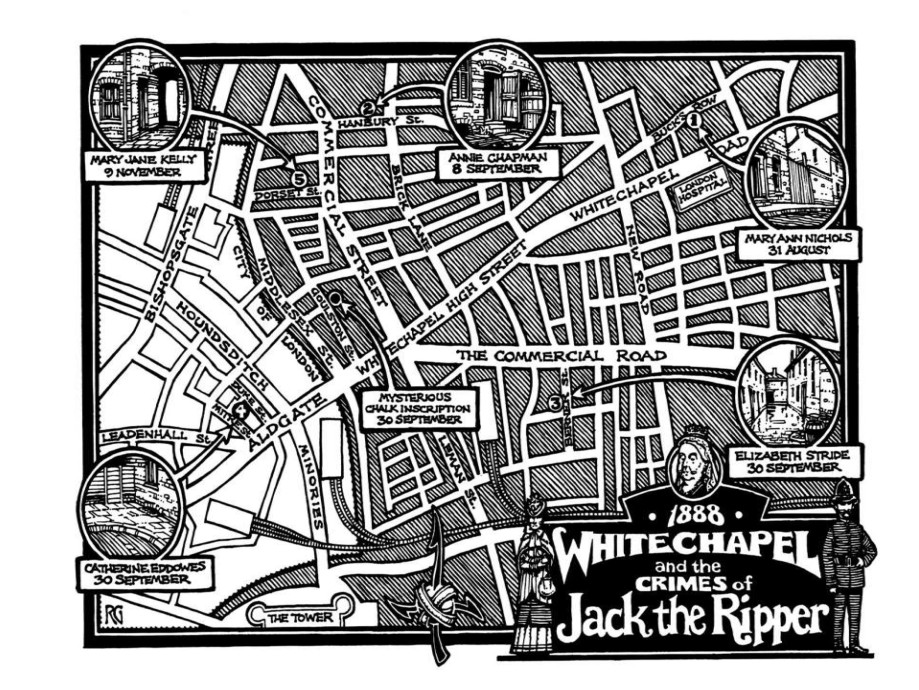 MARY JANE KELLY
9 NOVEMBER
ANNIE CHAPMAN
8 SEPTEMBER
MARY ANN NICHOLS
31 AUGUST
ELIZABETH STRIDE
30 SEPTEMBER
CATHERINE EDDOWES
30 SEPTEMBER
MYSTERIOUS
CHALK INSCRIPTION
30 SEPTEMBER
1
2
3
4
5
BUCKS ROW
HANBURY St.
DORSET St.
COMMERCIAL STREET
BRICK LANE
WHITECHAPEL ROAD
LONDON
HOSPITAL
NEW ROAD
BISHOPSGATE STREET
CITY OF LONDON
MIDDLESEX St.
GOULSTON St.
WHITECHAPEL HIGH STREET
HOUNDSDITCH
THE COMMERCIAL ROAD
DUKE St.
ALDGATE
LEADENHALL St
MINORIES
LEMAN St.
THE TOWER
RG
1888
WHITECHAPEL
and the
CRIMES of
Jack the Ripper